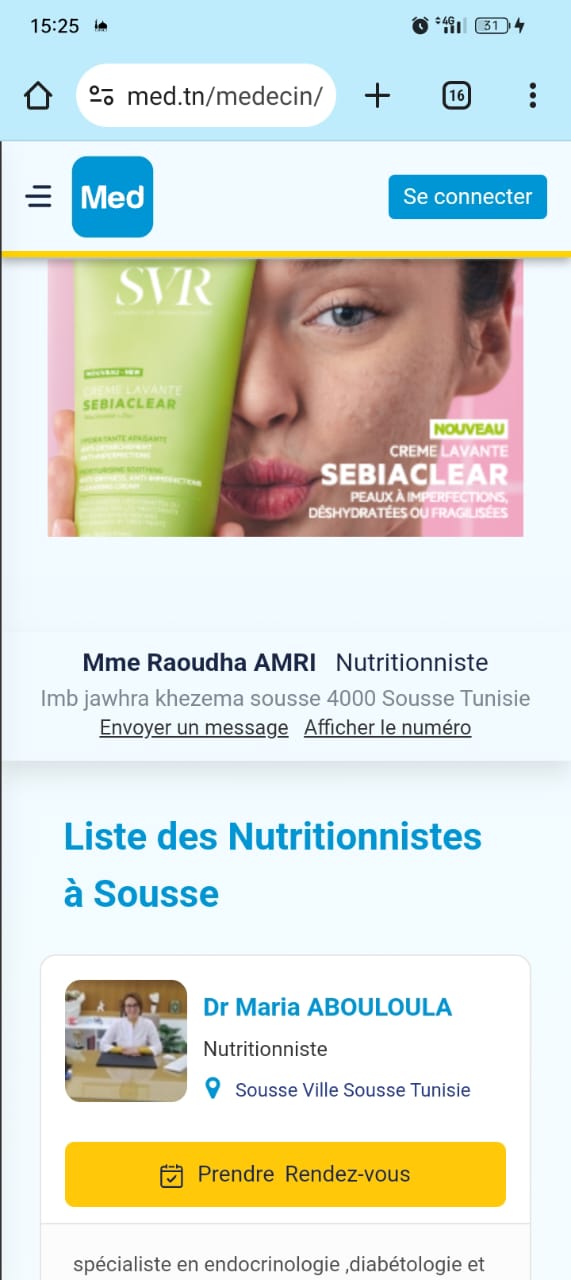 15:25
4G
31
med.tn/medecin/
16
Med
Se connecter
SVR
CREME LAVANTE
SEBIACLEAR
NOUVEAU
CREME LAVANTE
SEBIACLEAR
PEAUX À IMPERFECTIONS,
DÉSHYDRATÉES OU FRAGILISÉES
Mme Raoudha AMRI Nutritionniste
Imb jawhra khezema sousse 4000 Sousse Tunisie
Envoyer un message Afficher le numéro
Liste des Nutritionnistes
à Sousse
Dr Maria ABOULOULA
Nutritionniste
Sousse Ville Sousse Tunisie
Prendre Rendez-vous
spécialiste en endocrinologie ,diabétologie et